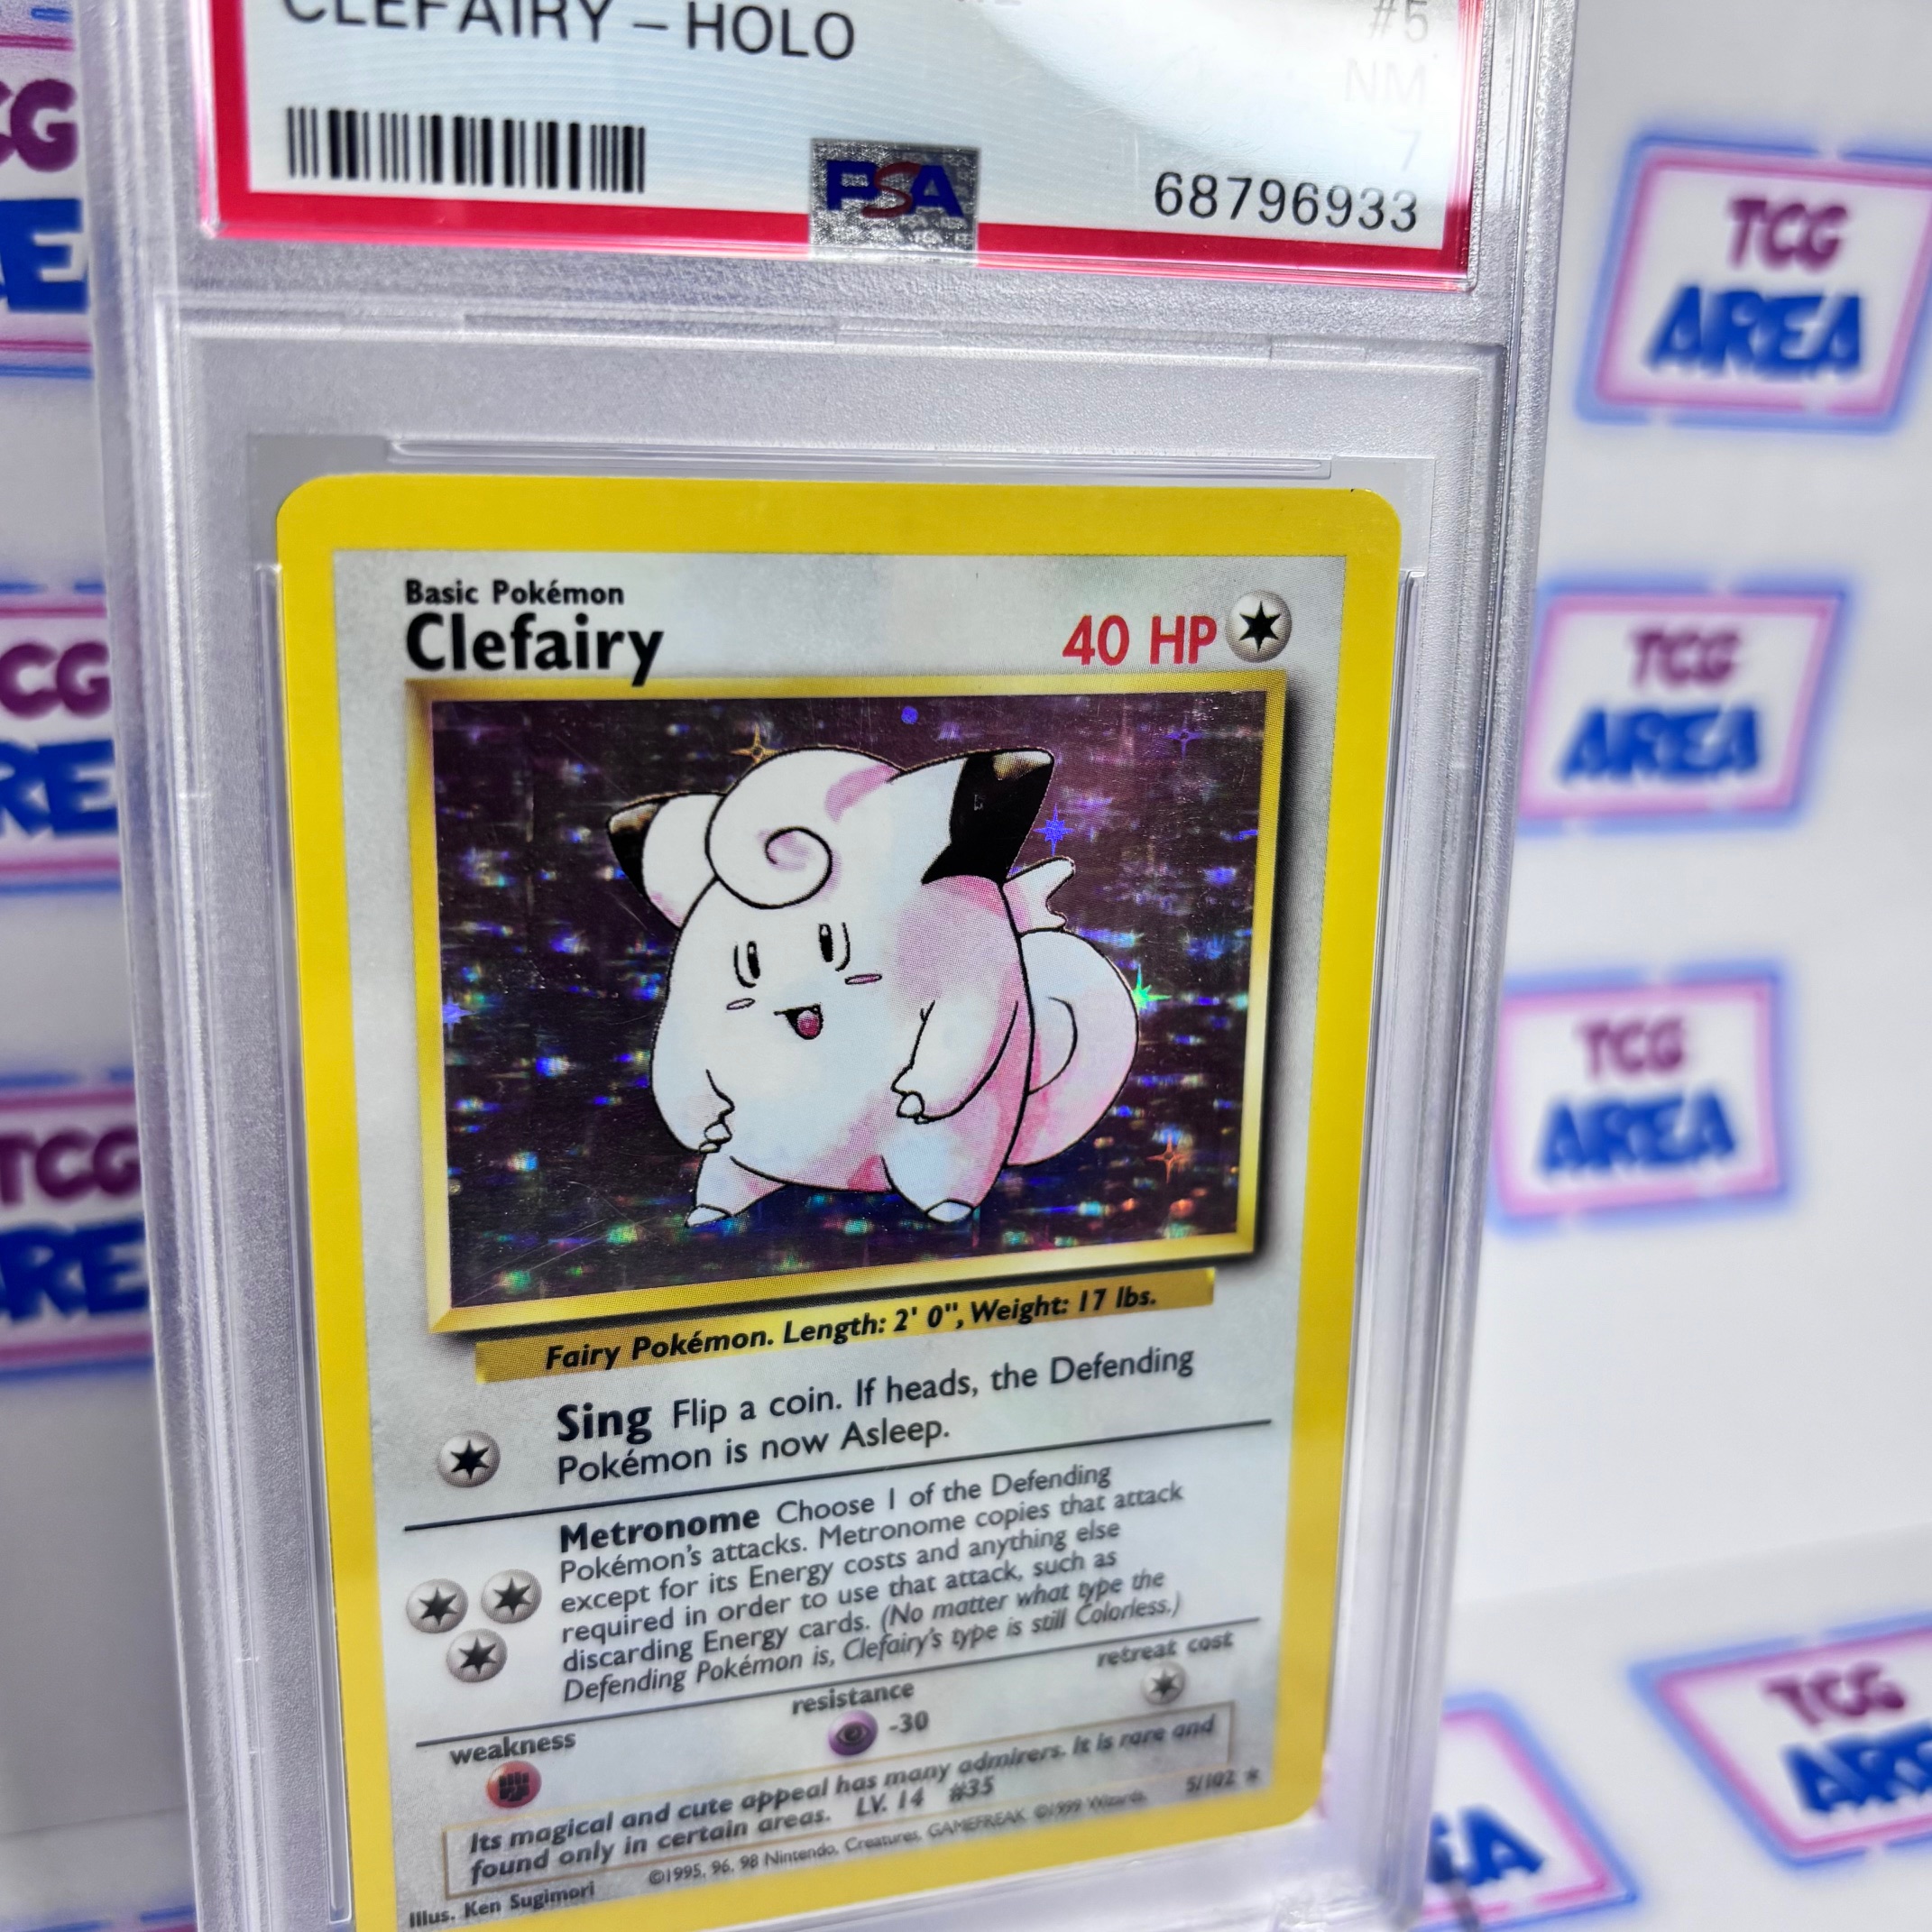 CLEFAIRY – HOLO
#5
NM
7
PSA
68796933
Basic Pokémon
Clefairy
40 HP
Fairy Pokémon. Length: 2' 0", Weight: 17 lbs.
Sing Flip a coin. If heads, the Defending
Pokémon is now Asleep.
Metronome Choose 1 of the Defending
Pokémon's attacks. Metronome copies that attack
except for its Energy costs and anything else
required in order to use that attack, such as
discarding Energy cards. (No matter what type the
Defending Pokémon is, Clefairy's type is still Colorless.)
weakness
resistance
-30
retreat cost
Its magical and cute appeal has many admirers. It is rare and
found only in certain areas. LV. 14 #35
Illus. Ken Sugimori
©1995, 96, 98 Nintendo, Creatures, GAMEFREAK. ©1999 Wizards.
5/102
TCG
AREA
TCG
AREA
TCG
AREA
TCG
CG
CG
TCG